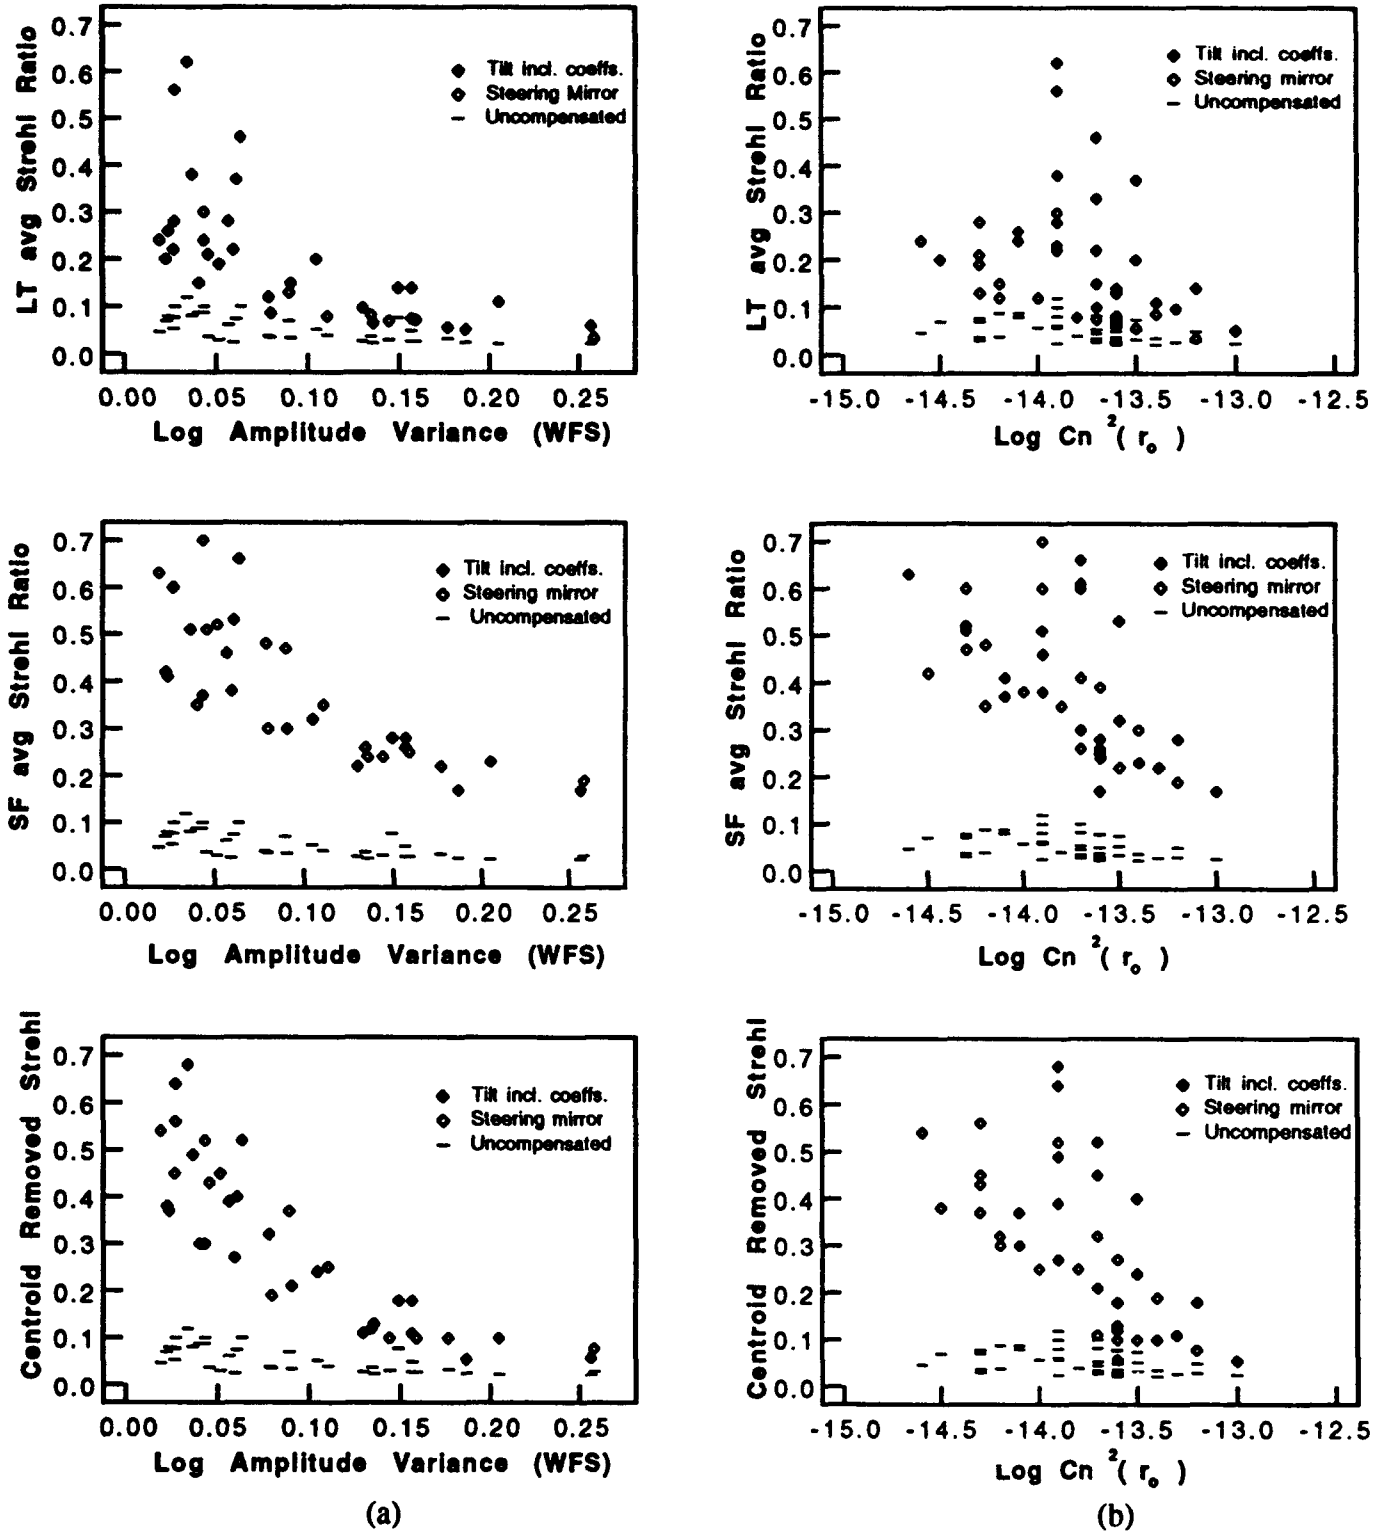 LT avg Strehl Ratio
0.7
0.6
0.5
0.4
0.3
0.2
0.1
0.0
Tilt incl. coeffs.
Steering Mirror
Uncompensated
0.00 0.05 0.10 0.15 0.20 0.25
Log Amplitude Variance (WFS)
LT avg Strehl Ratio
0.7
0.6
0.5
0.4
0.3
0.2
0.1
0.0
Tilt incl. coeffs.
Steering mirror
Uncompensated
-15.0 -14.5 -14.0 -13.5 -13.0 -12.5
Log Cn 2( ro )
SF avg Strehl Ratio
0.7
0.6
0.5
0.4
0.3
0.2
0.1
0.0
Tilt incl. coeffs.
Steering mirror
Uncompensated
0.00 0.05 0.10 0.15 0.20 0.25
Log Amplitude Variance (WFS)
SF avg Strehl Ratio
0.7
0.6
0.5
0.4
0.3
0.2
0.1
0.0
Tilt incl. coeffs.
Steering mirror
Uncompensated
-15.0 -14.5 -14.0 -13.5 -13.0 -12.5
Log Cn 2( ro )
Centroid Removed Strehl
0.7
0.6
0.5
0.4
0.3
0.2
0.1
0.0
Tilt incl. coeffs.
Steering mirror
Uncompensated
0.00 0.05 0.10 0.15 0.20 0.25
Log Amplitude Variance (WFS)
(a)
Centroid Removed Strehl
0.7
0.6
0.5
0.4
0.3
0.2
0.1
0.0
Tilt incl. coeffs.
Steering mirror
Uncompensated
-15.0 -14.5 -14.0 -13.5 -13.0 -12.5
Log Cn 2( ro )
(b)